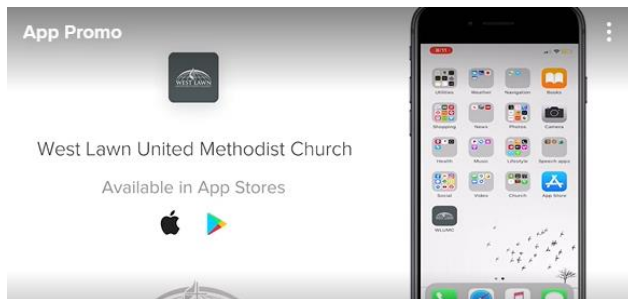 App Promo
WEST LAWN
West Lawn United Methodist Church
Available in App Stores
Utilities Weather Navigation Books
Shopping News Photos Camera
Health Music Lifestyle Speech apps
Social Video Church App Store
WLUMC